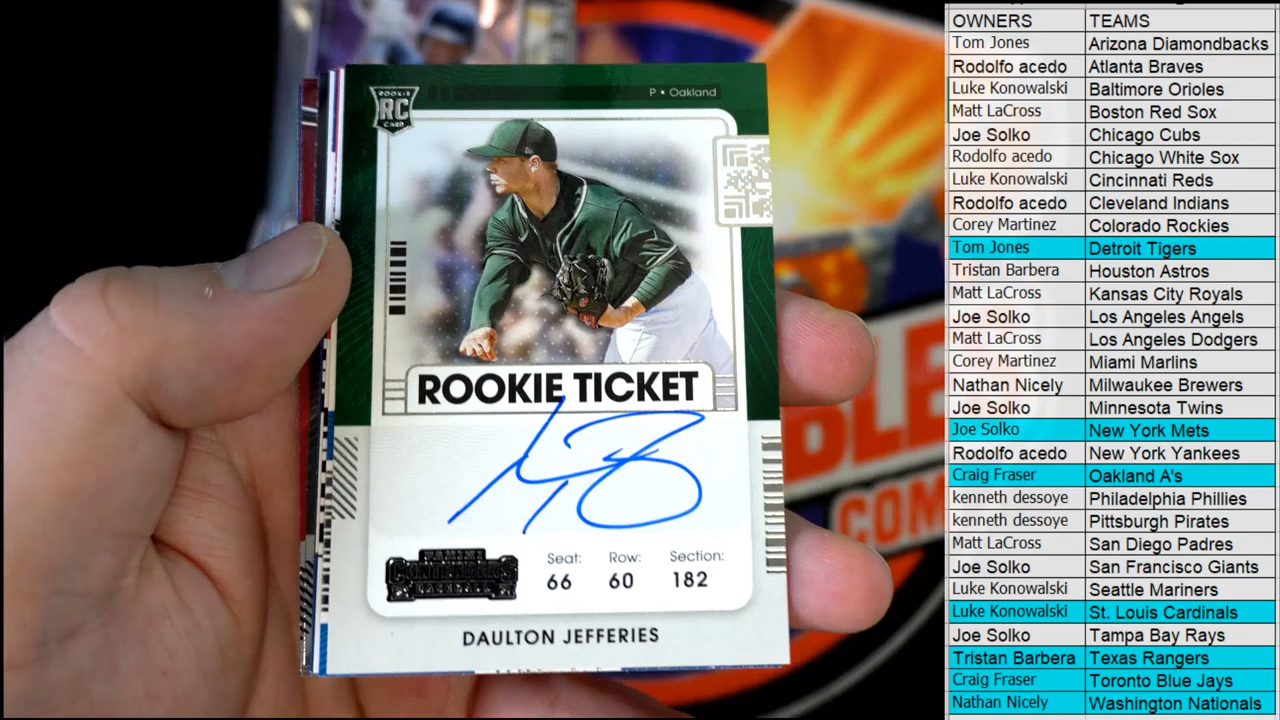 ROOKIE
RC
CARD
P • Oakland
ROOKIE TICKET
PANINI
CONTENDERS
BASEBALL
Seat: Row: Section:
66 60 182
DAULTON JEFFERIES
COM
OWNERS TEAMS
Tom Jones Arizona Diamondbacks
Rodolfo acedo Atlanta Braves
Luke Konowalski Baltimore Orioles
Matt LaCross Boston Red Sox
Joe Solko Chicago Cubs
Rodolfo acedo Chicago White Sox
Luke Konowalski Cincinnati Reds
Rodolfo acedo Cleveland Indians
Corey Martinez Colorado Rockies
Tom Jones Detroit Tigers
Tristan Barbera Houston Astros
Matt LaCross Kansas City Royals
Joe Solko Los Angeles Angels
Matt LaCross Los Angeles Dodgers
Corey Martinez Miami Marlins
Nathan Nicely Milwaukee Brewers
Joe Solko Minnesota Twins
Joe Solko New York Mets
Rodolfo acedo New York Yankees
Craig Fraser Oakland A's
kenneth dessoye Philadelphia Phillies
kenneth dessoye Pittsburgh Pirates
Matt LaCross San Diego Padres
Joe Solko San Francisco Giants
Luke Konowalski Seattle Mariners
Luke Konowalski St. Louis Cardinals
Joe Solko Tampa Bay Rays
Tristan Barbera Texas Rangers
Craig Fraser Toronto Blue Jays
Nathan Nicely Washington Nationals